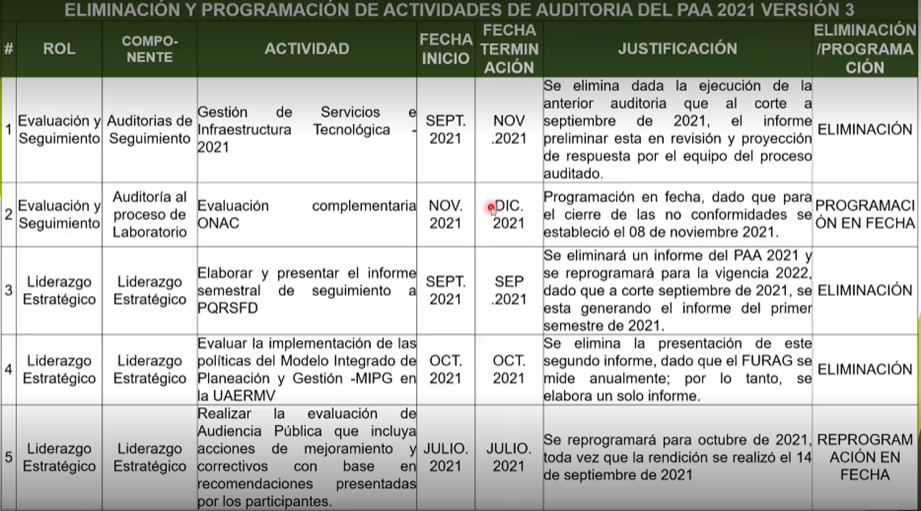 ELIMINACIÓN Y PROGRAMACIÓN DE ACTIVIDADES DE AUDITORIA DEL PAA 2021 VERSIÓN 3
#
ROL
COMPO-
NENTE
ACTIVIDAD
FECHA
INICIO
FECHA
TERMIN
ACIÓN
JUSTIFICACIÓN
ELIMINACIÓN
/PROGRAMA
CIÓN
1
Evaluación y
Seguimiento
Auditorias de
Seguimiento
Gestión de Servicios e
Infraestructura Tecnológica -
2021
SEPT.
2021
NOV
.2021
Se elimina dada la ejecución de la
anterior auditoria que al corte a
septiembre de 2021, el informe
preliminar esta en revisión y proyección
de respuesta por el equipo del proceso
auditado.
ELIMINACIÓN
2
Evaluación y
Seguimiento
Auditoría al
proceso de
Laboratorio
Evaluación complementaria
ONAC
NOV.
2021
DIC.
2021
Programación en fecha, dado que para
el cierre de las no conformidades se
estableció el 08 de noviembre 2021.
PROGRAMACI
ÓN EN FECHA
3
Liderazgo
Estratégico
Liderazgo
Estratégico
Elaborar y presentar el informe
semestral de seguimiento a
PQRSFD
SEPT.
2021
SEP
.2021
Se eliminará un informe del PAA 2021 y
se reprogramará para la vigencia 2022,
dado que a corte septiembre de 2021, se
esta generando el informe del primer
semestre de 2021.
ELIMINACIÓN
4
Liderazgo
Estratégico
Liderazgo
Estratégico
Evaluar la implementación de las
políticas del Modelo Integrado de
Planeación y Gestión -MIPG en
la UAERMV
OCT.
2021
OCT.
2021
Se elimina la presentación de este
segundo informe, dado que el FURAG se
mide anualmente; por lo tanto, se
elabora un solo informe.
ELIMINACIÓN
5
Liderazgo
Estratégico
Liderazgo
Estratégico
Realizar la evaluación de
Audiencia Pública que incluya
acciones de mejoramiento y
correctivos con base en
recomendaciones presentadas
por los participantes.
JULIO.
2021
JULIO.
2021
Se reprogramará para octubre de 2021,
toda vez que la rendición se realizó el 14
de septiembre de 2021
REPROGRAM
ACIÓN EN
FECHA